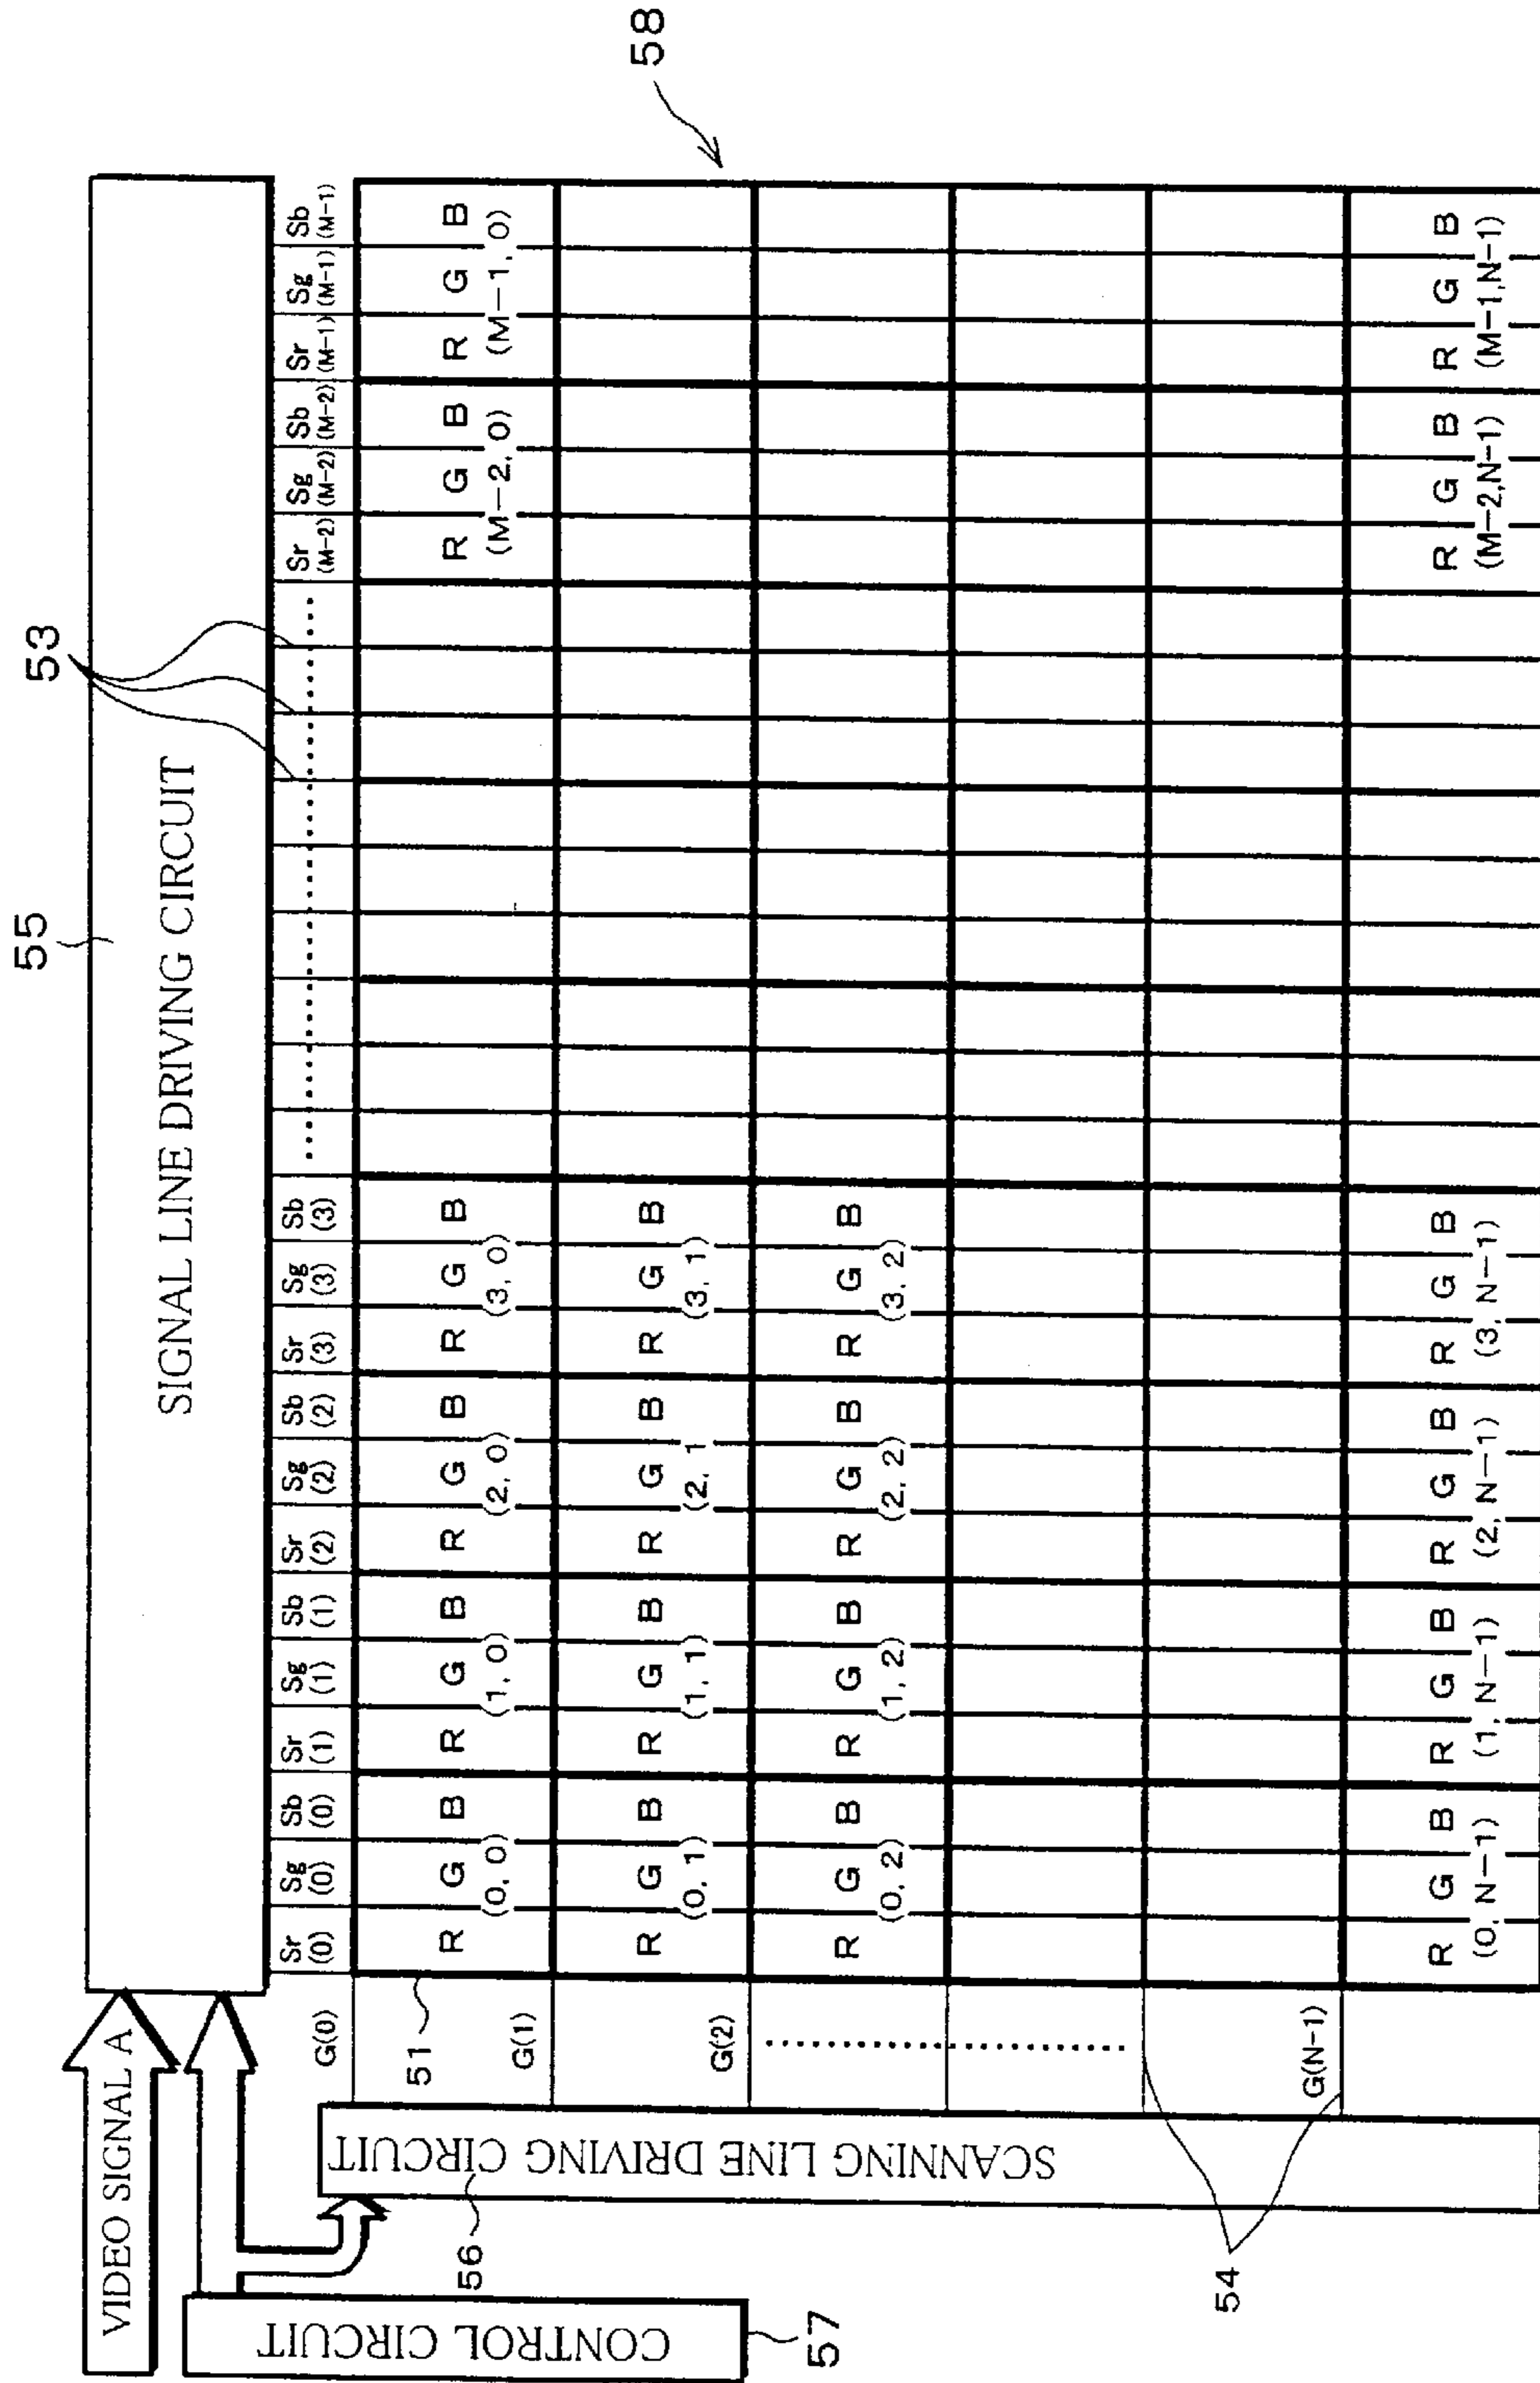 58
53
55
SIGNAL LINE DRIVING CIRCUIT
VIDEO SIGNAL A
CONTROL CIRCUIT
57
SCANNING LINE DRIVING CIRCUIT
56
54
51
Sr (0) Sg (0) Sb (0) Sr (1) Sg (1) Sb (1) Sr (2) Sg (2) Sb (2) Sr (3) Sg (3) Sb (3) Sr (M-2) Sg (M-2) Sb (M-2) Sr (M-1) Sg (M-1) Sb (M-1)
G(0)
R G B R G B R G B R G B R G B R G B
(0, 0) (1, 0) (2, 0) (3, 0) (M-2, 0) (M-1, 0)
G(1)
R G B R G B R G B R G B
(0, 1) (1, 1) (2, 1 (3, 1)
G(2)
R G B R G B R G B R G B
(0, 2) (1, 2) (2, 2) (3, 2)
G(N-1)
R G B R G B R G B R G B R G B R G B
(0, N-1) (1, N-1) (2, N-1) (3, N-1) (M-2,N-1) (M-1,N-1)